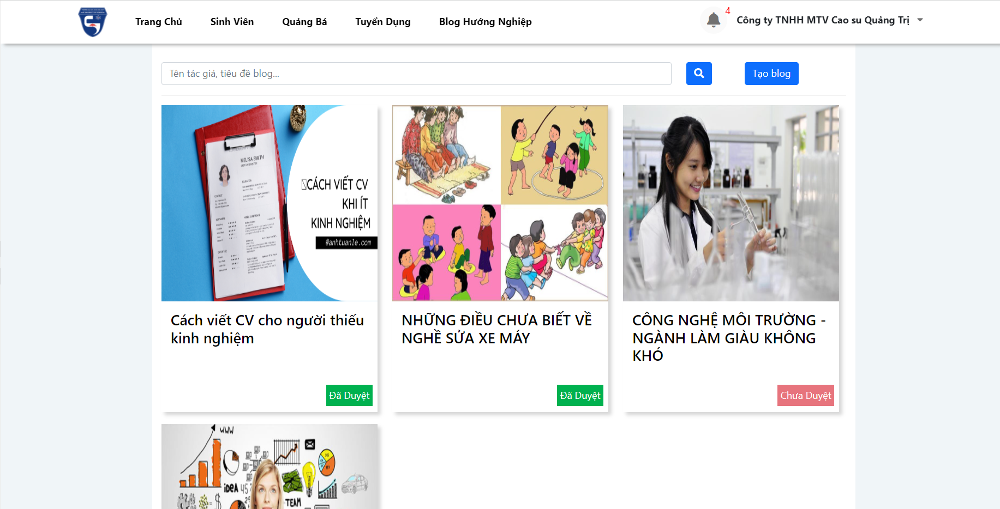 Trang Chủ
Sinh Viên
Quảng Bá
Tuyển Dụng
Blog Hướng Nghiệp
4
Công ty TNHH MTV Cao su Quảng Trị
Tên tác giả, tiêu đề blog...
Tạo blog
MELISA SMITH
CÁCH VIẾT CV
KHI ÍT
KINH NGHIỆM
@anhtuanle.com
Cách viết CV cho người thiếu
kinh nghiệm
Đã Duyệt
NHỮNG ĐIỀU CHƯA BIẾT VỀ
NGHỀ SỬA XE MÁY
Đã Duyệt
CÔNG NGHỆ MÔI TRƯỜNG -
NGÀNH LÀM GIÀU KHÔNG
KHÓ
Chưa Duyệt
WWW
iDEA
TEAM